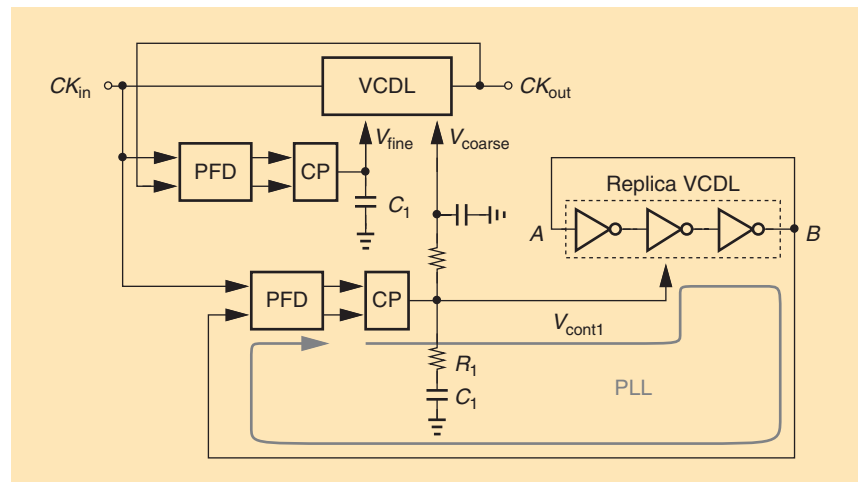 CKin
VCDL
CKout
Vfine
Vcoarse
PFD
CP
C1
Replica VCDL
A
B
PFD
CP
Vcont1
R1
C1
PLL